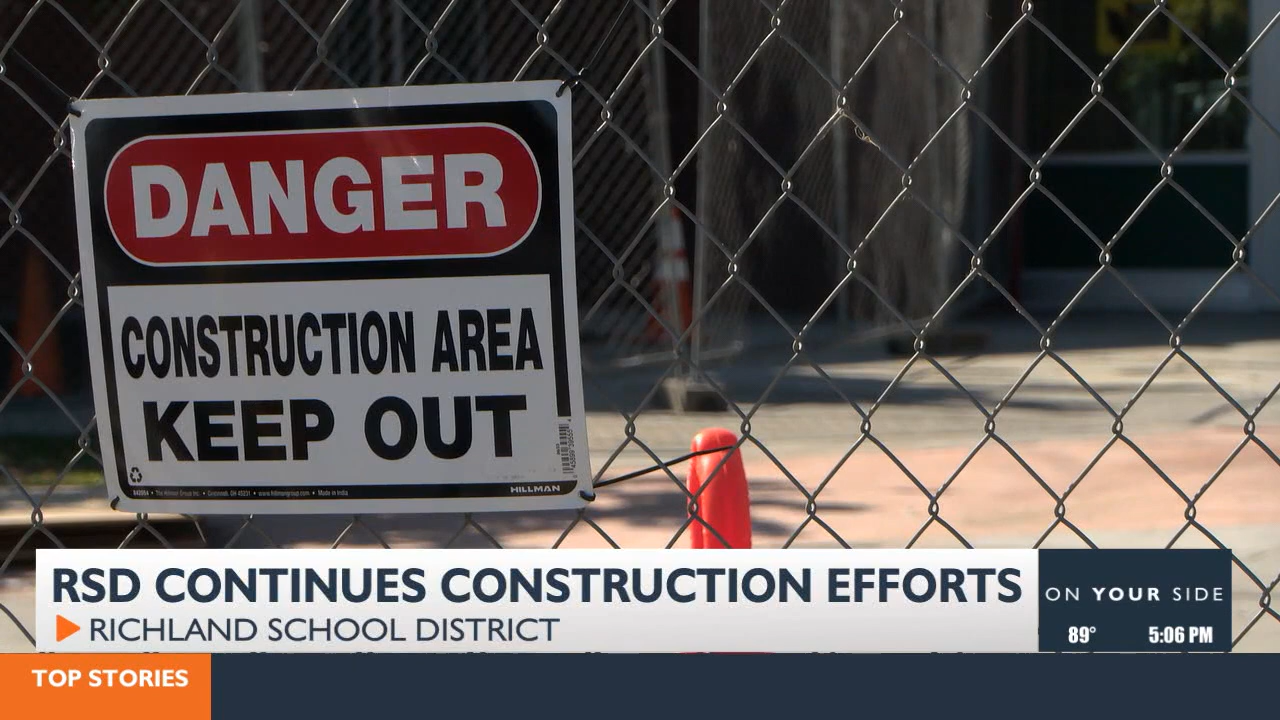 DANGER
CONSTRUCTION AREA
KEEP OUT
HILLMAN
RSD CONTINUES CONSTRUCTION EFFORTS
RICHLAND SCHOOL DISTRICT
ON YOUR SIDE
89° 5:06 PM
TOP STORIES